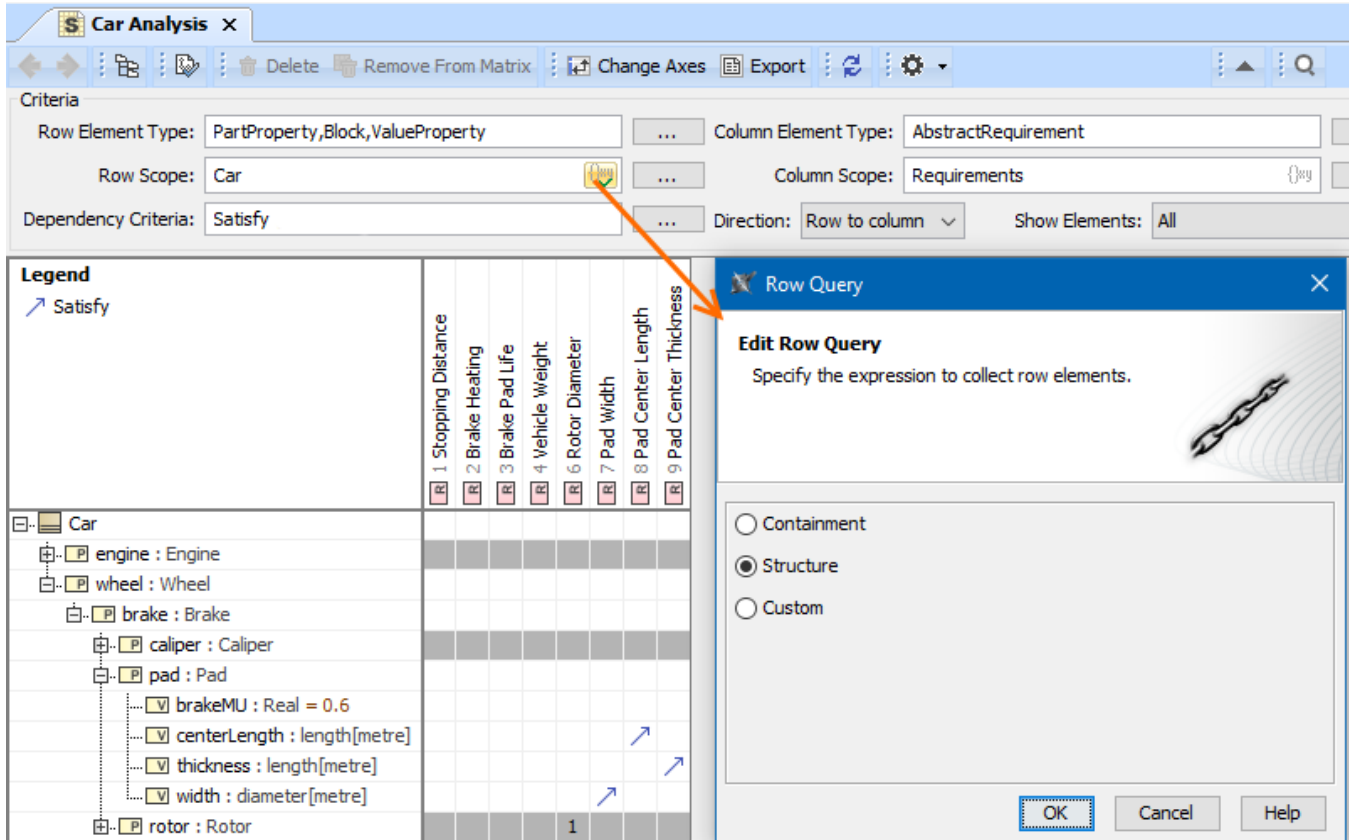 S Car Analysis X
Delete Remove From Matrix Change Axes Export
Criteria
Row Element Type: PartProperty,Block,ValueProperty ... Column Element Type: AbstractRequirement
Row Scope: Car {}xy ... Column Scope: Requirements {}xy
Dependency Criteria: Satisfy ... Direction: Row to column Show Elements: All
Legend
Satisfy
R 1 Stopping Distance
R 2 Brake Heating
R 3 Brake Pad Life
R 4 Vehicle Weight
R 6 Rotor Diameter
R 7 Pad Width
R 8 Pad Center Length
R 9 Pad Center Thickness
Car
P engine : Engine
P wheel : Wheel
P brake : Brake
P caliper : Caliper
P pad : Pad
V brakeMU : Real = 0.6
V centerLength : length[metre]
V thickness : length[metre]
V width : diameter[metre]
P rotor : Rotor 1
Row Query
Edit Row Query
Specify the expression to collect row elements.
Containment
Structure
Custom
OK Cancel Help